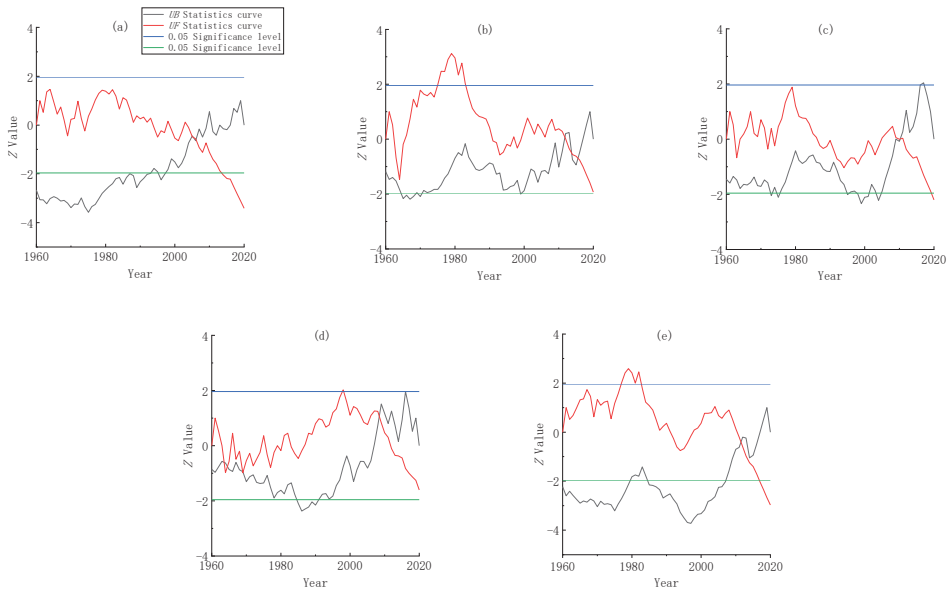 (a)
UB Statistics curve
UF Statistics curve
0.05 Significance level
0.05 Significance level
4
2
0
−2
−4
Z Value
1960
1980
2000
2020
Year
(b)
4
2
0
−2
−4
Z Value
1960
1980
2000
2020
Year
(c)
4
2
0
−2
−4
Z Value
1960
1980
2000
2020
Year
(d)
4
2
0
−2
−4
Z Value
1960
1980
2000
2020
Year
(e)
4
2
0
−2
−4
Z Value
1960
1980
2000
2020
Year